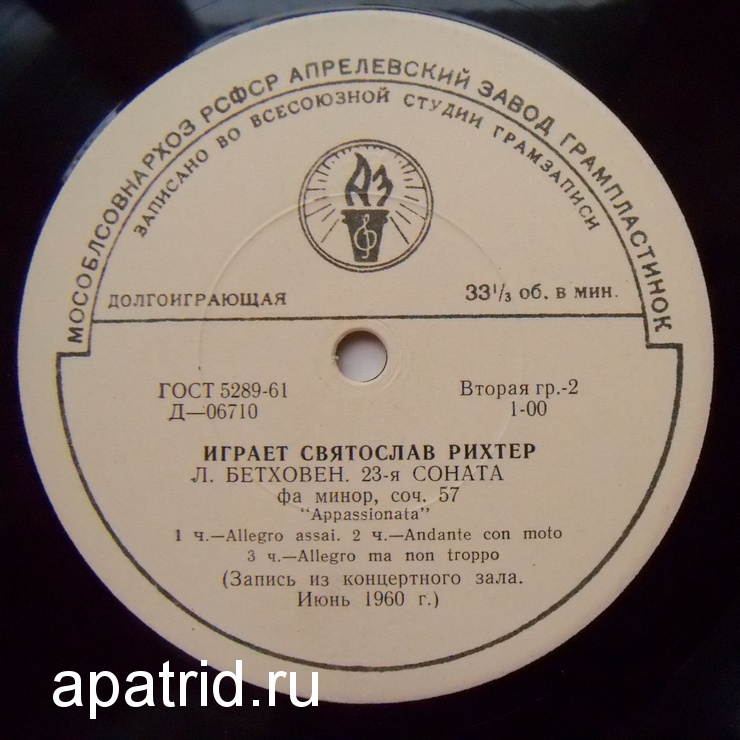 МОСОБЛСОВНАРХОЗ РСФСР АПРЕЛЕВСКИЙ ЗАВОД ГРАМПЛАСТИНОК
ЗАПИСАНО ВО ВСЕСОЮЗНОЙ СТУДИИ ГРАМЗАПИСИ
АЗ
ДОЛГОИГРАЮЩАЯ 33 1/3 об. в мин.
ГОСТ 5289-61 Вторая гр.-2
Д—06710 1-00
ИГРАЕТ СВЯТОСЛАВ РИХТЕР
Л. БЕТХОВЕН. 23-я СОНАТА
фа минор, соч. 57
"Appassionata"
1 ч.—Allegro assai. 2 ч.—Andante con moto
3 ч.—Allegro ma non troppo
(Запись из концертного зала.
Июнь 1960 г.)
apatrid.ru